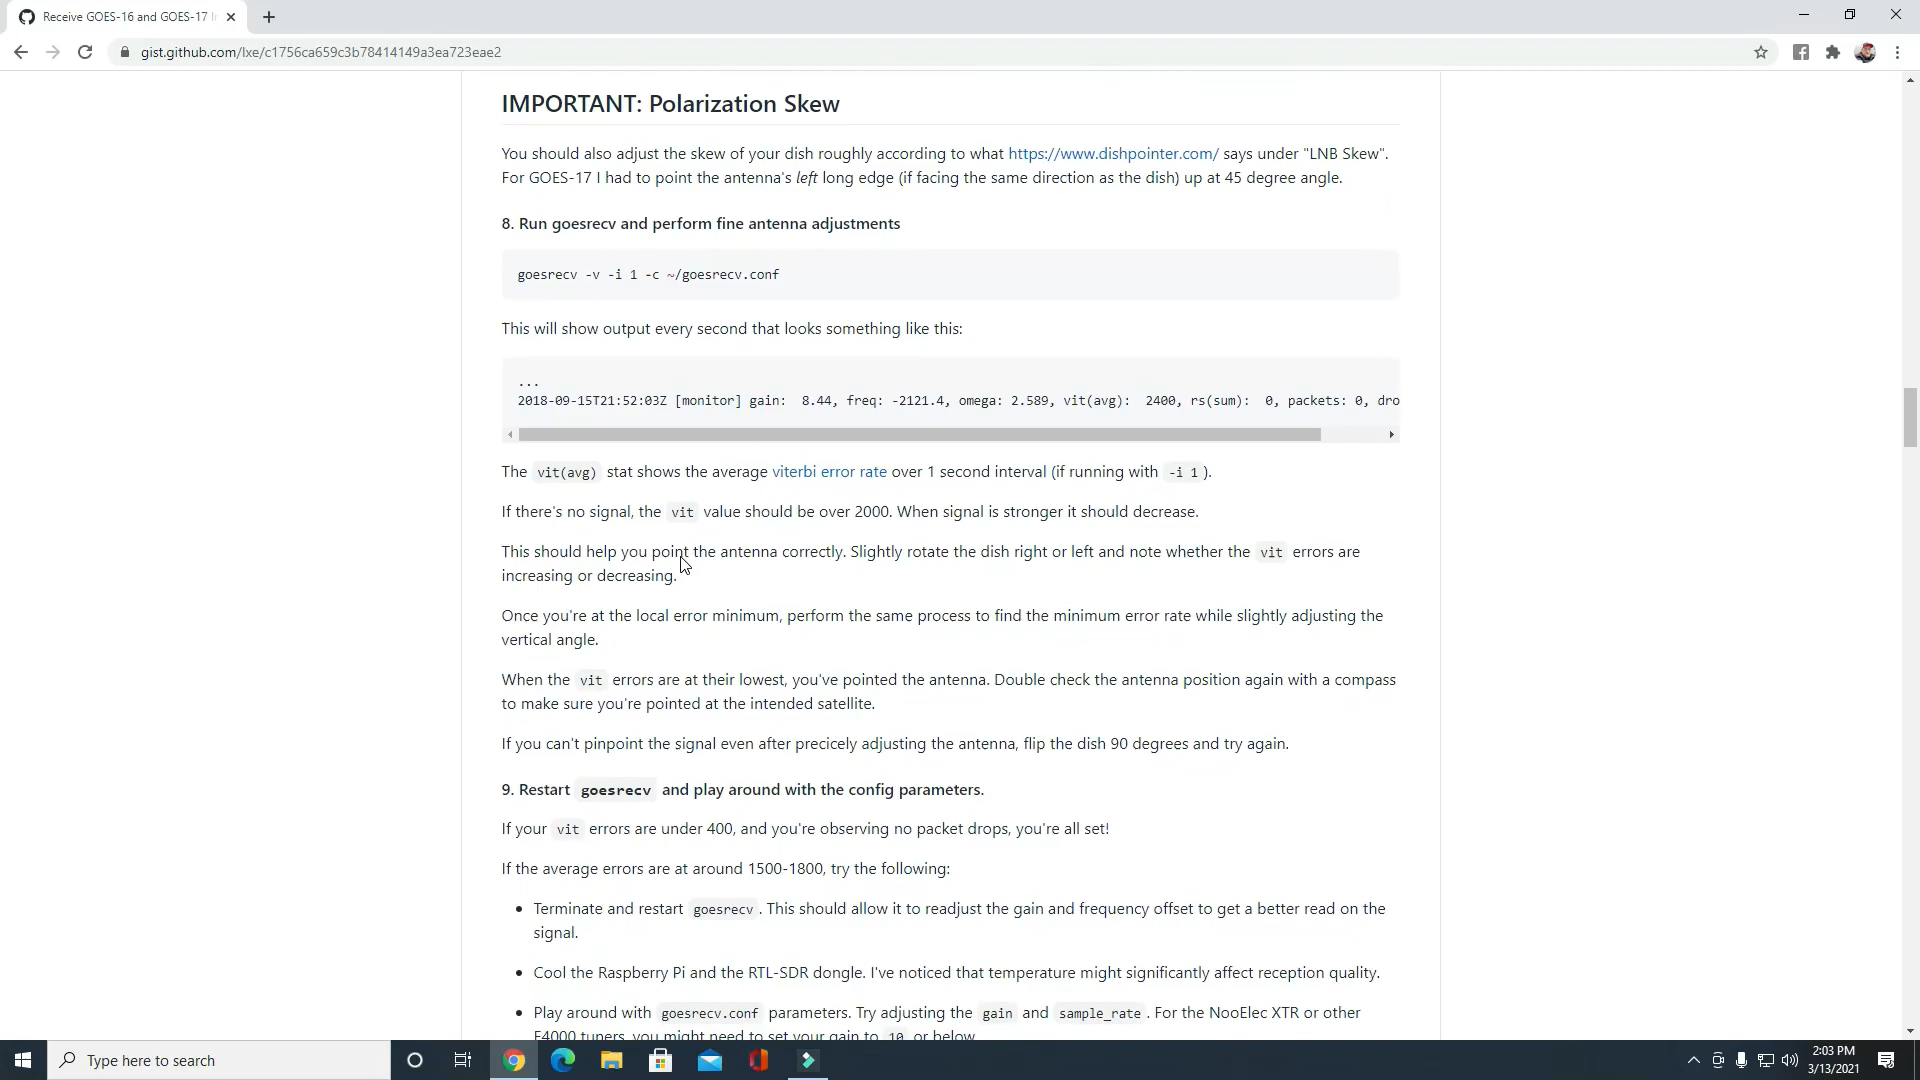 Receive GOES-16 and GOES-17 I
gist.github.com/lxe/c1756ca659c3b78414149a3ea723eae2
IMPORTANT: Polarization Skew
You should also adjust the skew of your dish roughly according to what https://www.dishpointer.com/ says under "LNB Skew".
For GOES-17 I had to point the antenna's left long edge (if facing the same direction as the dish) up at 45 degree angle.
8. Run goesrecv and perform fine antenna adjustments
goesrecv -v -i 1 -c ~/goesrecv.conf
This will show output every second that looks something like this:
...
2018-09-15T21:52:03Z [monitor] gain:  8.44, freq: -2121.4, omega: 2.589, vit(avg):  2400, rs(sum):  0, packets: 0, dro
The vit(avg) stat shows the average viterbi error rate over 1 second interval (if running with -i 1 ).
If there's no signal, the vit value should be over 2000. When signal is stronger it should decrease.
This should help you point the antenna correctly. Slightly rotate the dish right or left and note whether the vit errors are
increasing or decreasing.
Once you're at the local error minimum, perform the same process to find the minimum error rate while slightly adjusting the
vertical angle.
When the vit errors are at their lowest, you've pointed the antenna. Double check the antenna position again with a compass
to make sure you're pointed at the intended satellite.
If you can't pinpoint the signal even after precicely adjusting the antenna, flip the dish 90 degrees and try again.
9. Restart goesrecv and play around with the config parameters.
If your vit errors are under 400, and you're observing no packet drops, you're all set!
If the average errors are at around 1500-1800, try the following:
• Terminate and restart goesrecv . This should allow it to readjust the gain and frequency offset to get a better read on the
signal.
• Cool the Raspberry Pi and the RTL-SDR dongle. I've noticed that temperature might significantly affect reception quality.
• Play around with goesrecv.conf parameters. Try adjusting the gain and sample_rate . For the NooElec XTR or other
E4000 tuners, you might need to set your gain to 10 or below
Type here to search
2:03 PM
3/13/2021